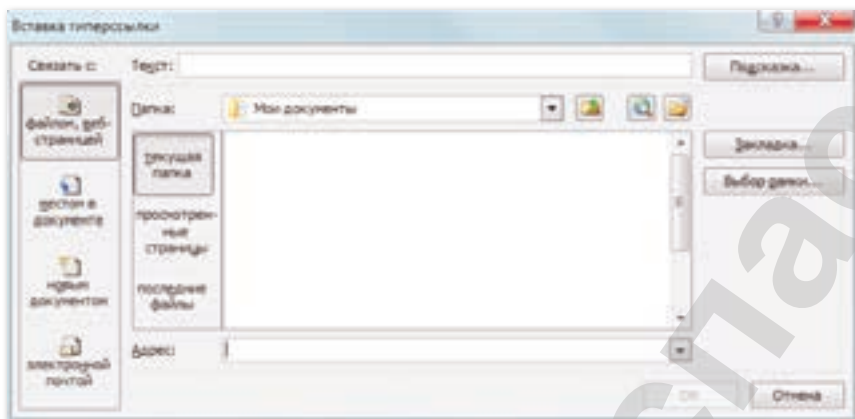 Вставка гиперссылки
Связать с:
Текст:
Подсказка...
файлом, веб-
страницей
Папка:
Мои документы
текущая
папка
Закладка...
Выбор рамки...
местом в
документе
просмотрен-
ные
страницы
новым
документом
последние
файлы
электронной
почтой
Адрес:
ОК
Отмена